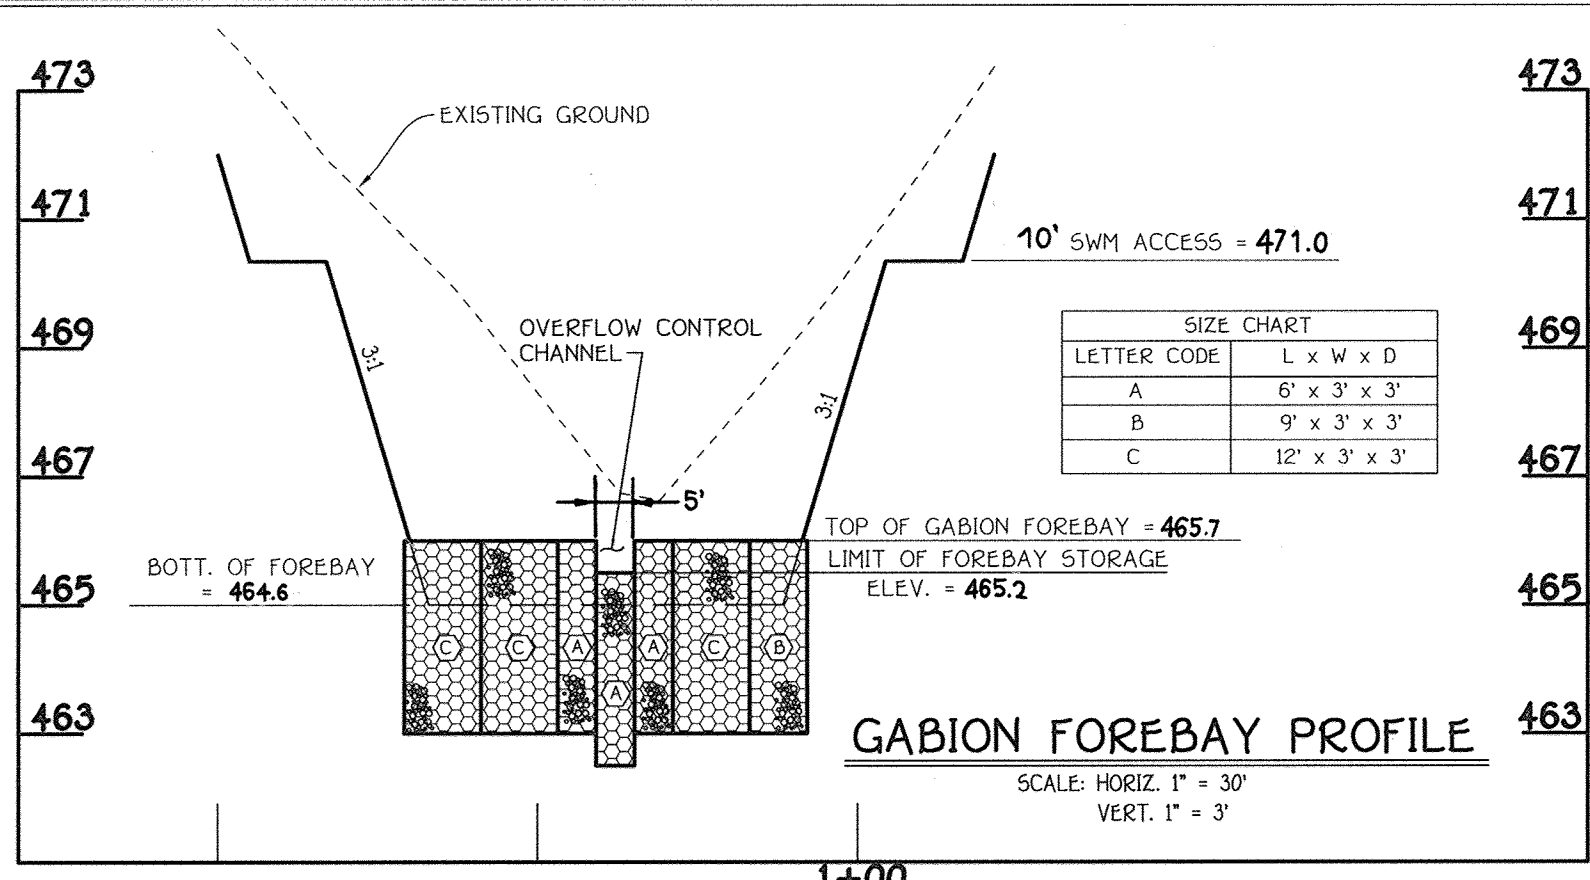 473
473
EXISTING GROUND
471
471
10' SWM ACCESS = 471.0
469
469
OVERFLOW CONTROL
CHANNEL
SIZE CHART
LETTER CODE L x W x D
A 6' x 3' x 3'
B 9' x 3' x 3'
C 12' x 3' x 3'
3:1
3:1
467
467
5'
TOP OF GABION FOREBAY = 465.7
LIMIT OF FOREBAY STORAGE
ELEV. = 465.2
BOTT. OF FOREBAY
= 464.6
465
465
C C A A A C B
463
463
GABION FOREBAY PROFILE
SCALE: HORIZ. 1" = 30'
VERT. 1" = 3'
1+00